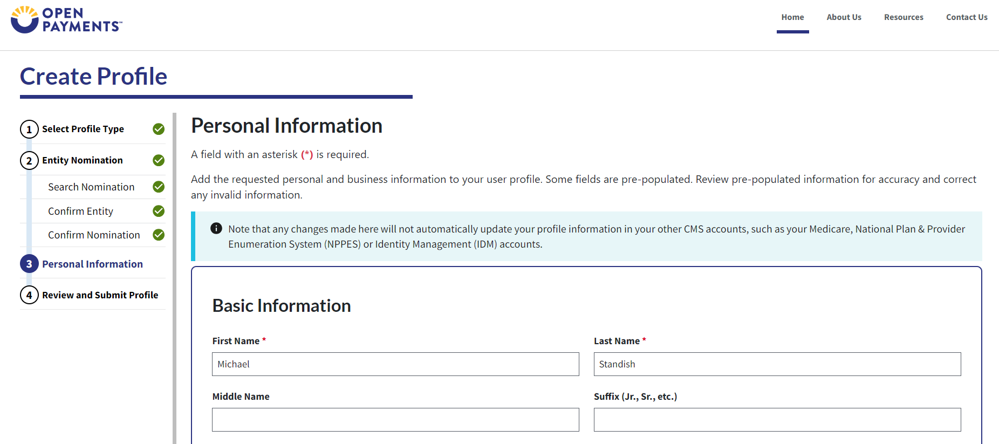 OPEN
PAYMENTS™
Home
About Us
Resources
Contact Us
Create Profile
1 Select Profile Type
2 Entity Nomination
Search Nomination
Confirm Entity
Confirm Nomination
3 Personal Information
4 Review and Submit Profile
Personal Information
A field with an asterisk (*) is required.
Add the requested personal and business information to your user profile. Some fields are pre-populated. Review pre-populated information for accuracy and correct
any invalid information.
Note that any changes made here will not automatically update your profile information in your other CMS accounts, such as your Medicare, National Plan & Provider
Enumeration System (NPPES) or Identity Management (IDM) accounts.
Basic Information
First Name *
Last Name *
Michael
Standish
Middle Name
Suffix (Jr., Sr., etc.)